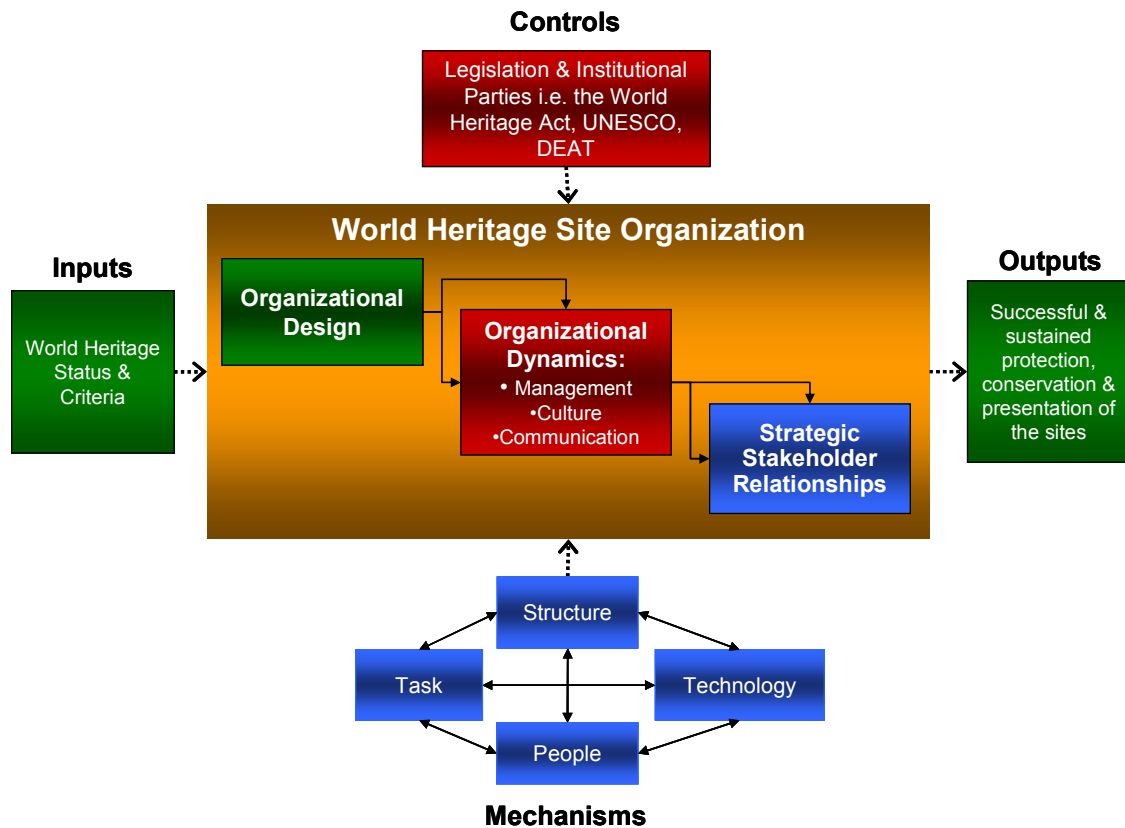 Controls
Legislation & Institutional
Parties i.e. the World
Heritage Act, UNESCO,
DEAT
World Heritage Site Organization
Inputs
World Heritage
Status &
Criteria
Organizational
Design
Organizational
Dynamics:
• Management
•Culture
•Communication
Strategic
Stakeholder
Relationships
Outputs
Successful &
sustained
protection,
conservation &
presentation of
the sites
Structure
Task
Technology
People
Mechanisms